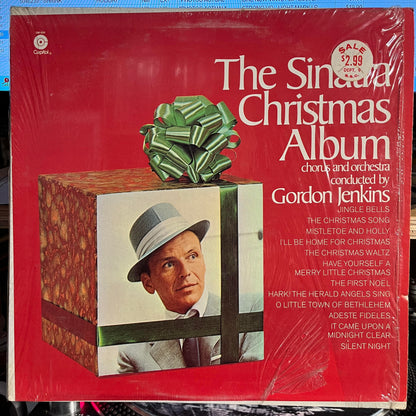 Capitol
SALE
$2.99
The Sinatra
Christmas
Album
chorus and orchestra
conducted by
Gordon Jenkins
JINGLE BELLS
THE CHRISTMAS SONG
MISTLETOE AND HOLLY
I'LL BE HOME FOR CHRISTMAS
THE CHRISTMAS WALTZ
HAVE YOURSELF A
MERRY LITTLE CHRISTMAS
THE FIRST NOEL
HARK! THE HERALD ANGELS SING
O LITTLE TOWN OF BETHLEHEM
ADESTE FIDELES
IT CAME UPON A
MIDNIGHT CLEAR
SILENT NIGHT